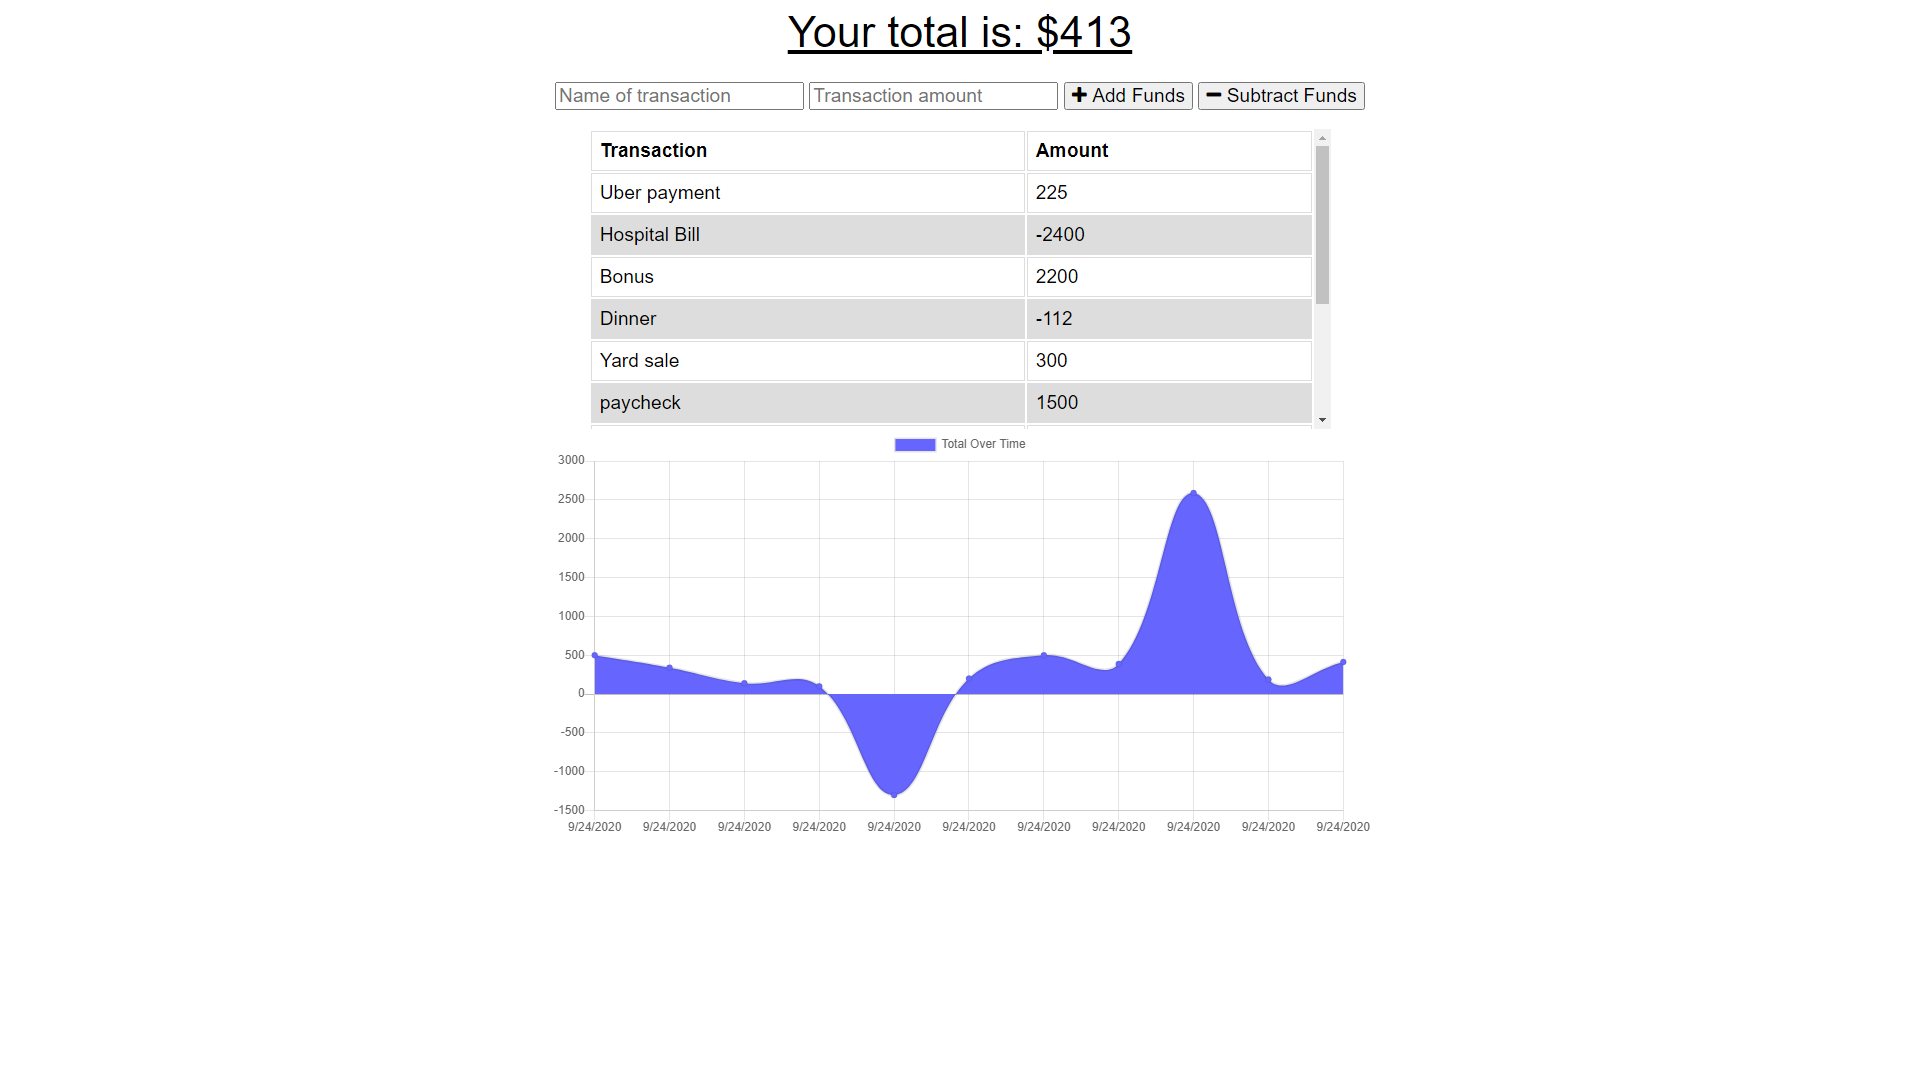 Your total is: $413
Name of transaction Transaction amount Add Funds Subtract Funds
Transaction Amount
Uber payment 225
Hospital Bill -2400
Bonus 2200
Dinner -112
Yard sale 300
paycheck 1500
Total Over Time
3000
2500
2000
1500
1000
500
0
-500
-1000
-1500
9/24/2020 9/24/2020 9/24/2020 9/24/2020 9/24/2020 9/24/2020 9/24/2020 9/24/2020 9/24/2020 9/24/2020 9/24/2020